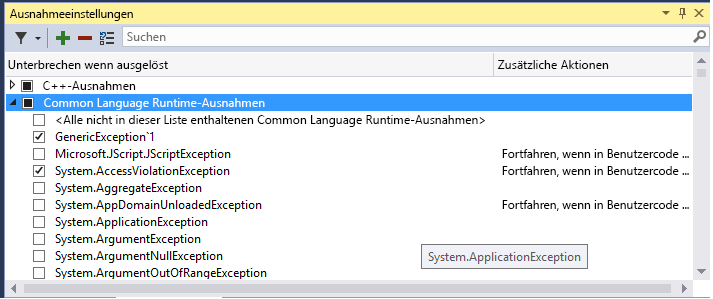 Ausnahmeeinstellungen
Suchen
Unterbrechen wenn ausgelöst Zusätzliche Aktionen
C++-Ausnahmen
Common Language Runtime-Ausnahmen
<Alle nicht in dieser Liste enthaltenen Common Language Runtime-Ausnahmen>
GenericException`1
Microsoft.JScript.JScriptException Fortfahren, wenn in Benutzercode ...
System.AccessViolationException Fortfahren, wenn in Benutzercode ...
System.AggregateException
System.AppDomainUnloadedException Fortfahren, wenn in Benutzercode ...
System.ApplicationException
System.ArgumentException
System.ArgumentNullException System.ApplicationException
System.ArgumentOutOfRangeException